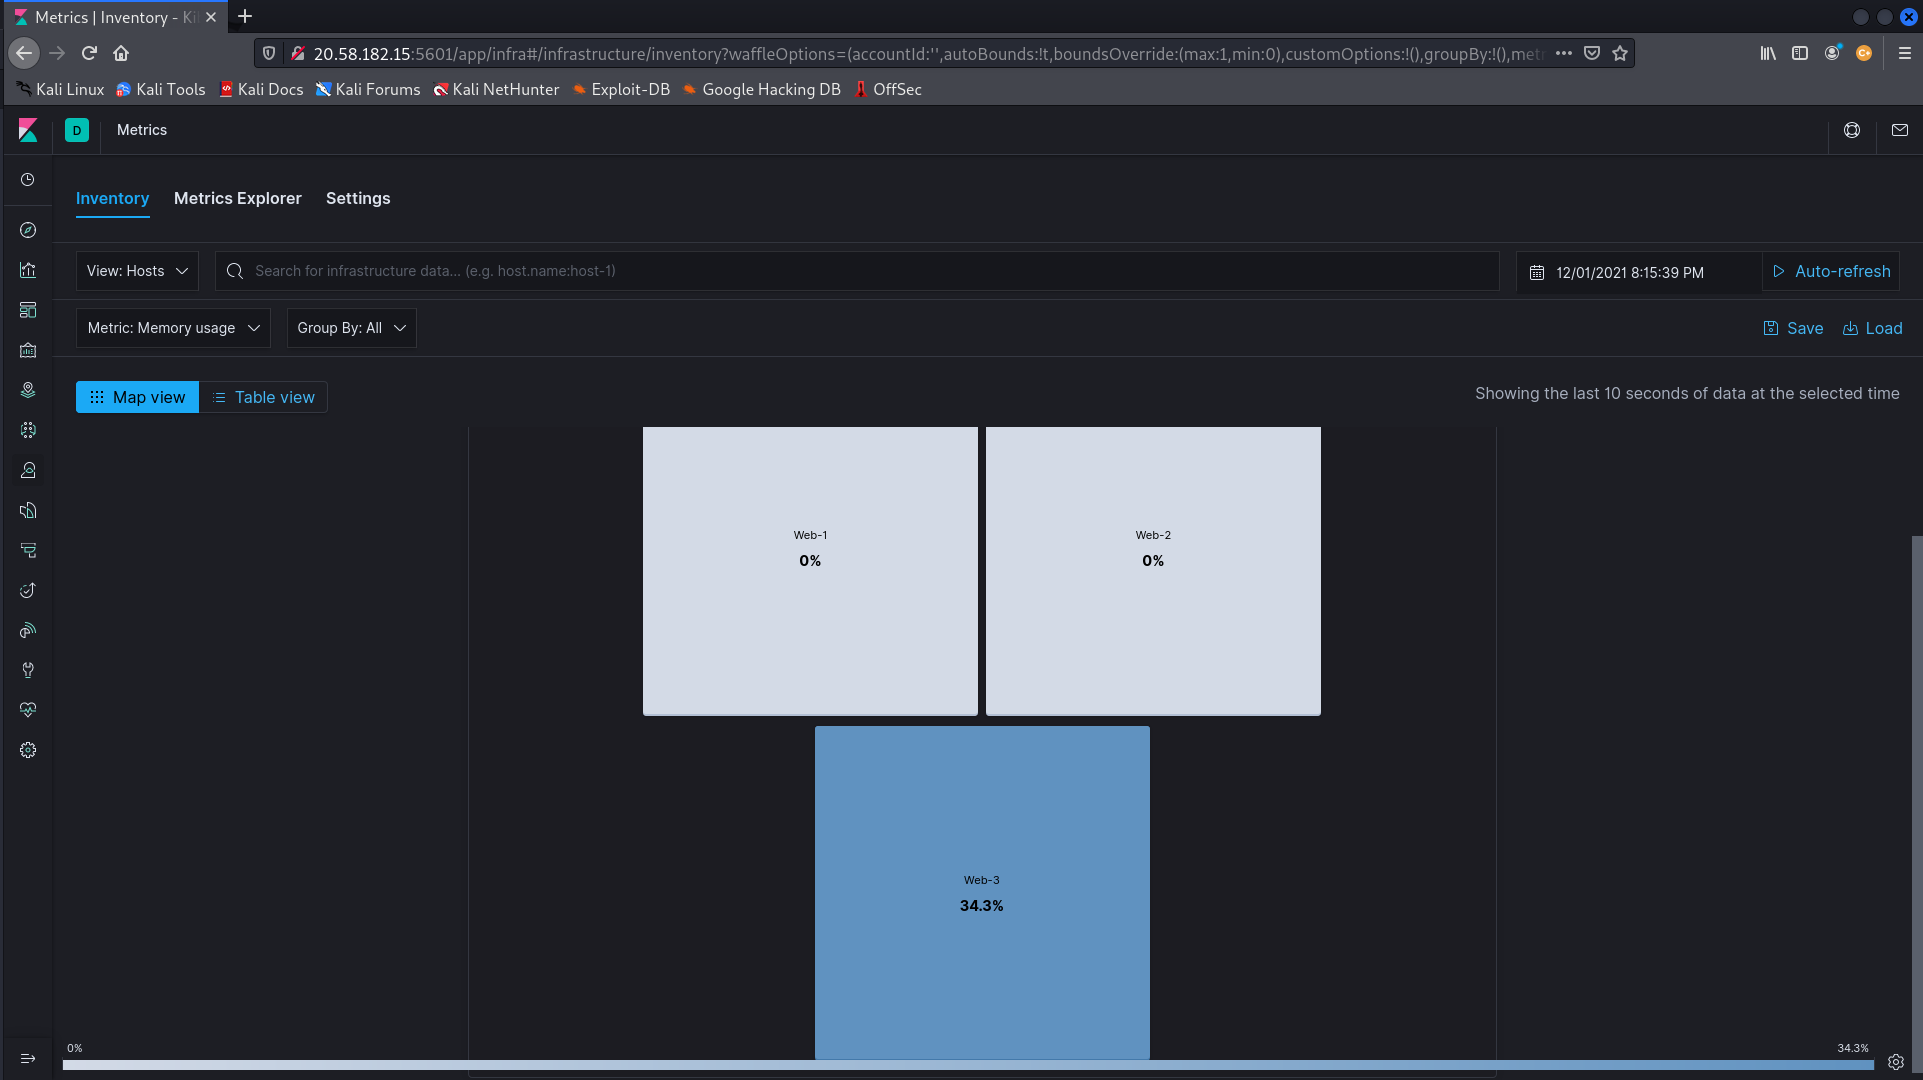 Metrics | Inventory - Ki
20.58.182.15:5601/app/infra#/infrastructure/inventory?waffleOptions=(accountId:'',autoBounds:!t,boundsOverride:(max:1,min:0),customOptions:!(),groupBy:!(),metr
Kali Linux Kali Tools Kali Docs Kali Forums Kali NetHunter Exploit-DB Google Hacking DB OffSec
D Metrics
Inventory Metrics Explorer Settings
View: Hosts Search for infrastructure data... (e.g. host.name:host-1) 12/01/2021 8:15:39 PM Auto-refresh
Metric: Memory usage Group By: All Save Load
Map view Table view Showing the last 10 seconds of data at the selected time
Web-1 Web-2
0% 0%
Web-3
34.3%
0% 34.3%